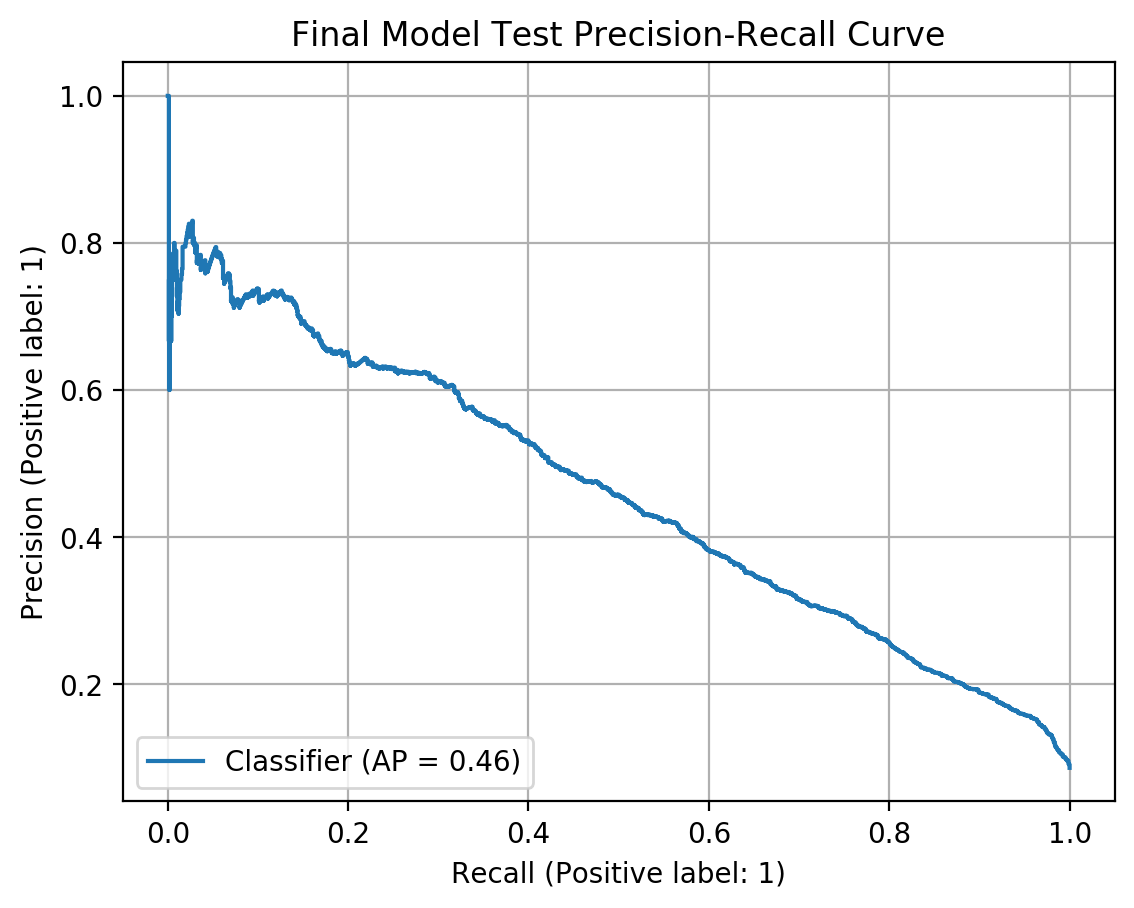 Final Model Test Precision-Recall Curve
1.0
0.8
0.6
0.4
0.2
Precision (Positive label: 1)
Classifier (AP = 0.46)
0.0 0.2 0.4 0.6 0.8 1.0
Recall (Positive label: 1)